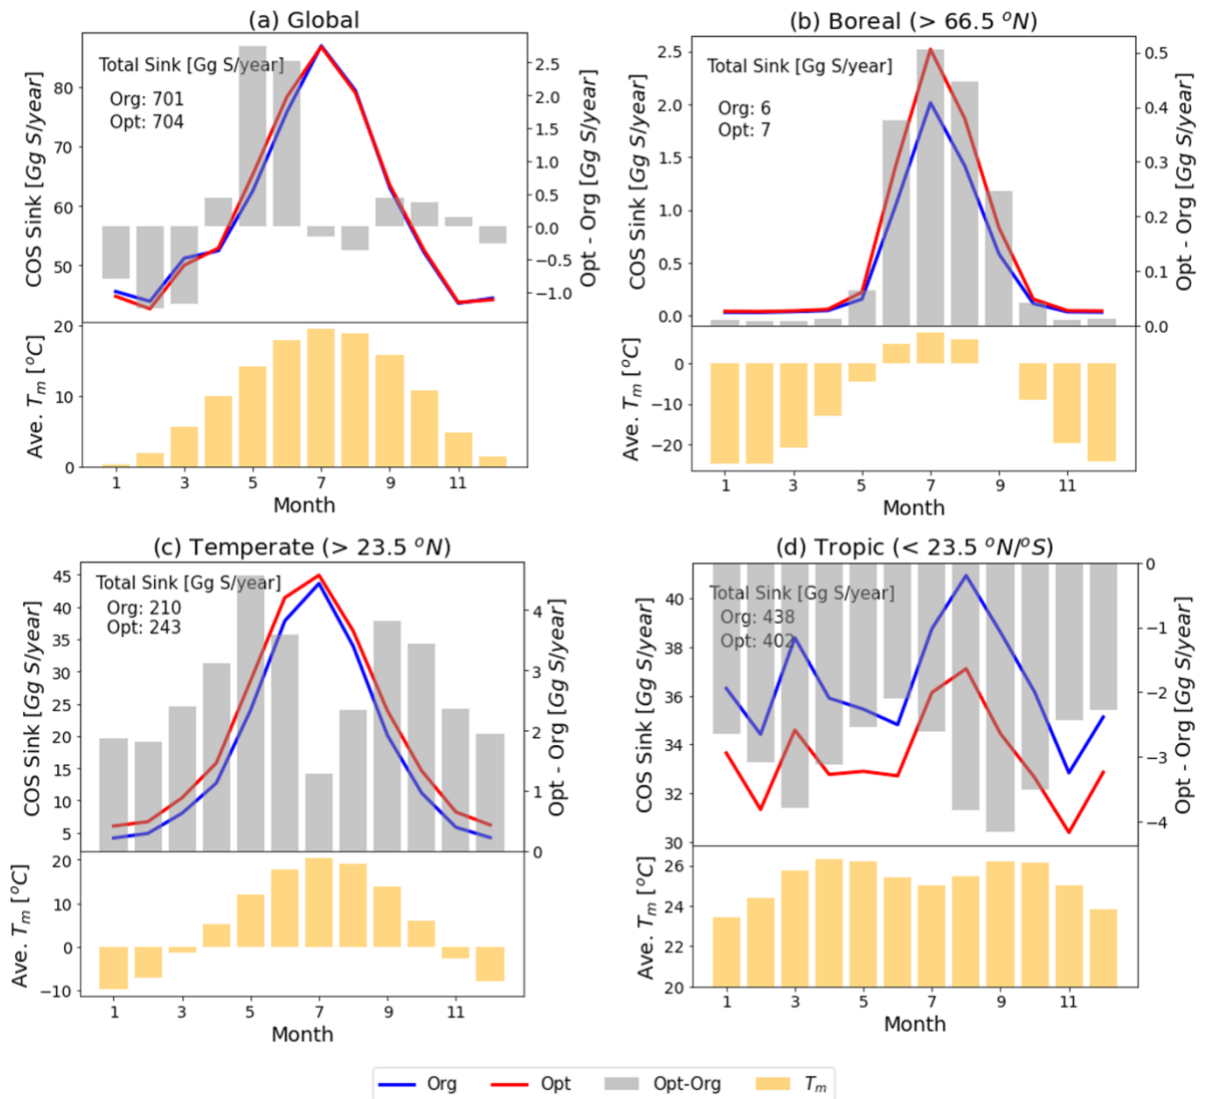 (a) Global
Total Sink [Gg S/year]
Org: 701
Opt: 704
COS Sink [Gg S/year]
80
70
60
50
2.5
2.0
1.5
1.0
0.5
0.0
−0.5
−1.0
Opt - Org [Gg S/year]
Ave. Tm [°C]
20
10
0
1 3 5 7 9 11
Month
(b) Boreal (> 66.5 °N)
Total Sink [Gg S/year]
Org: 6
Opt: 7
COS Sink [Gg S/year]
2.5
2.0
1.5
1.0
0.5
0.0
0.5
0.4
0.3
0.2
0.1
0.0
Opt - Org [Gg S/year]
Ave. Tm [°C]
0
−10
−20
1 3 5 7 9 11
Month
(c) Temperate (> 23.5 °N)
Total Sink [Gg S/year]
Org: 210
Opt: 243
COS Sink [Gg S/year]
45
40
35
30
25
20
15
10
5
4
3
2
1
0
Opt - Org [Gg S/year]
Ave. Tm [°C]
20
10
0
−10
1 3 5 7 9 11
Month
(d) Tropic (< 23.5 °N/°S)
Total Sink [Gg S/year]
Org: 438
Opt: 402
COS Sink [Gg S/year]
40
38
36
34
32
30
0
−1
−2
−3
−4
Opt - Org [Gg S/year]
Ave. Tm [°C]
26
24
22
20
1 3 5 7 9 11
Month
Org Opt Opt-Org Tm